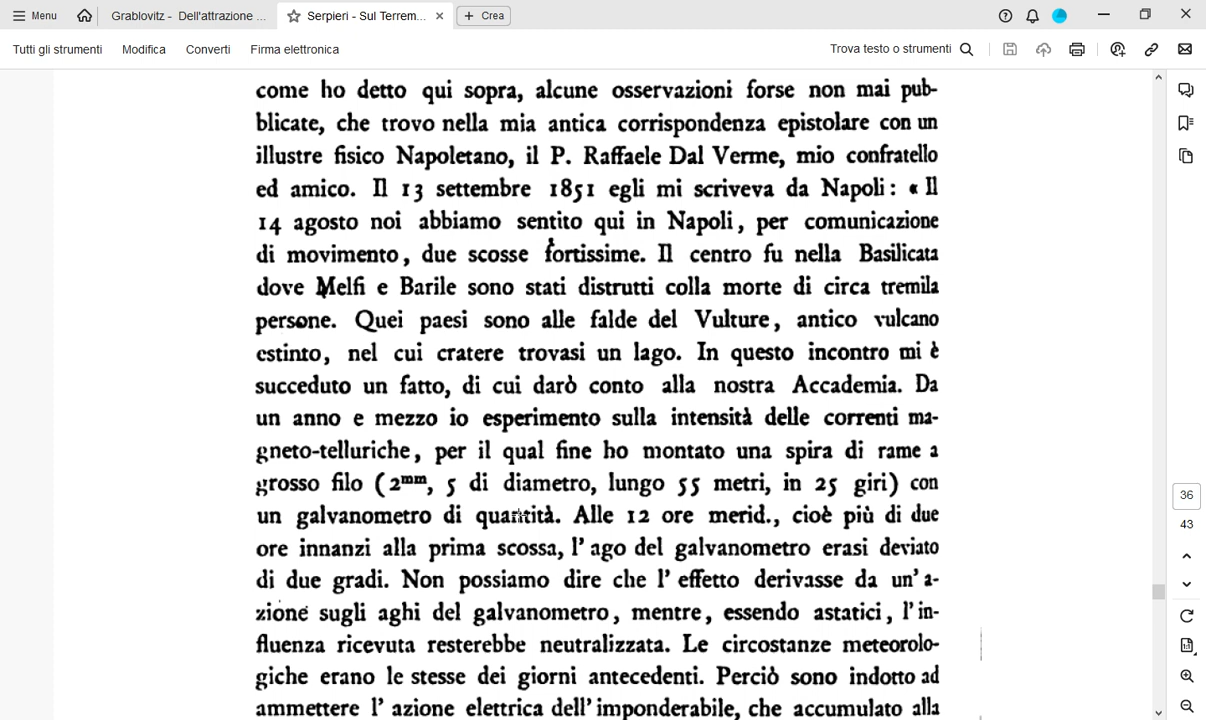 Menu
Grablovitz - Dell'attrazione ...
Serpieri - Sul Terrem...
Crea
Tutti gli strumenti
Modifica
Converti
Firma elettronica
Trova testo o strumenti
come ho detto qui sopra, alcune osservazioni forse non mai pub-
blicate, che trovo nella mia antica corrispondenza epistolare con un
illustre fisico Napoletano, il P. Raffaele Dal Verme, mio confratello
ed amico. Il 13 settembre 1851 egli mi scriveva da Napoli: « Il
14 agosto noi abbiamo sentito qui in Napoli, per comunicazione
di movimento, due scosse fortissime. Il centro fu nella Basilicata
dove Melfi e Barile sono stati distrutti colla morte di circa tremila
persone. Quei paesi sono alle falde del Vulture, antico vulcano
estinto, nel cui cratere trovasi un lago. In questo incontro mi è
succeduto un fatto, di cui darò conto alla nostra Accademia. Da
un anno e mezzo io esperimento sulla intensità delle correnti ma-
gneto-telluriche, per il qual fine ho montato una spira di rame a
grosso filo (2mm, 5 di diametro, lungo 55 metri, in 25 giri) con
un galvanometro di quantità. Alle 12 ore merid., cioè più di due
ore innanzi alla prima scossa, l'ago del galvanometro erasi deviato
di due gradi. Non possiamo dire che l'effetto derivasse da un'a-
zione sugli aghi del galvanometro, mentre, essendo astatici, l'in-
fluenza ricevuta resterebbe neutralizzata. Le circostanze meteorolo-
giche erano le stesse dei giorni antecedenti. Perciò sono indotto ad
ammettere l'azione elettrica dell'imponderabile, che accumulato alla
36
43